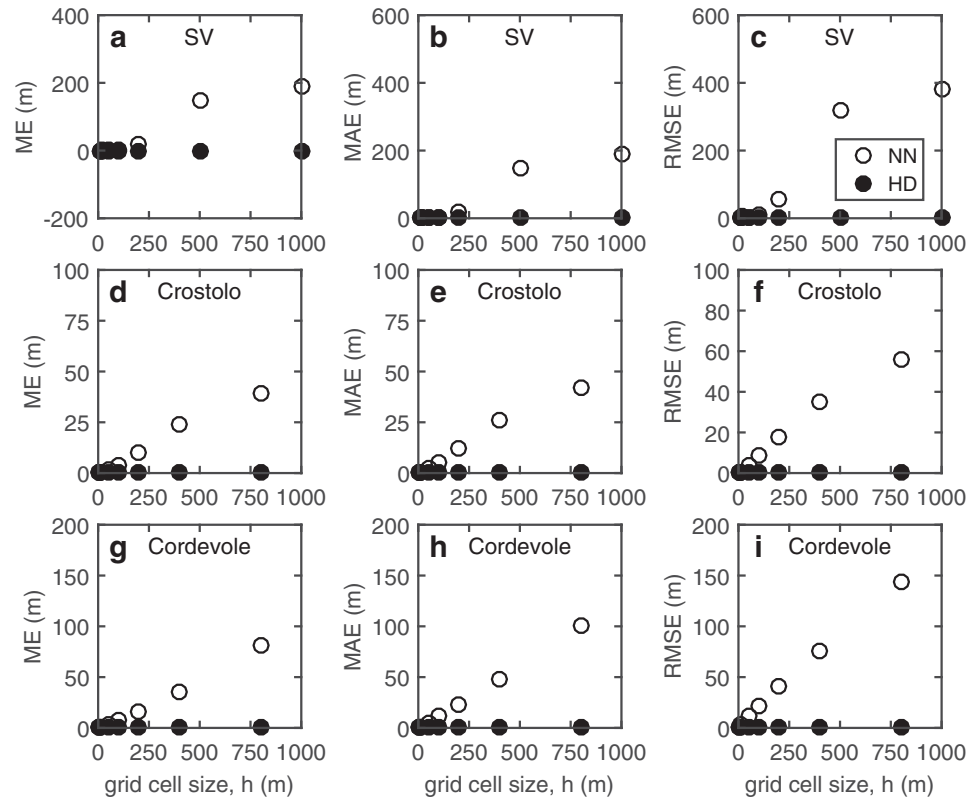 a SV
ME (m)
400
200
0
-200
0 250 500 750 1000
b SV
MAE (m)
600
400
200
0
0 250 500 750 1000
c SV
RMSE (m)
600
400
200
0
NN
HD
0 250 500 750 1000
d Crostolo
ME (m)
100
75
50
25
0
0 250 500 750 1000
e Crostolo
MAE (m)
100
75
50
25
0
0 250 500 750 1000
f Crostolo
RMSE (m)
100
80
60
40
20
0
0 250 500 750 1000
g Cordevole
ME (m)
200
150
100
50
0
0 250 500 750 1000
grid cell size, h (m)
h Cordevole
MAE (m)
200
150
100
50
0
0 250 500 750 1000
grid cell size, h (m)
i Cordevole
RMSE (m)
200
150
100
50
0
0 250 500 750 1000
grid cell size, h (m)